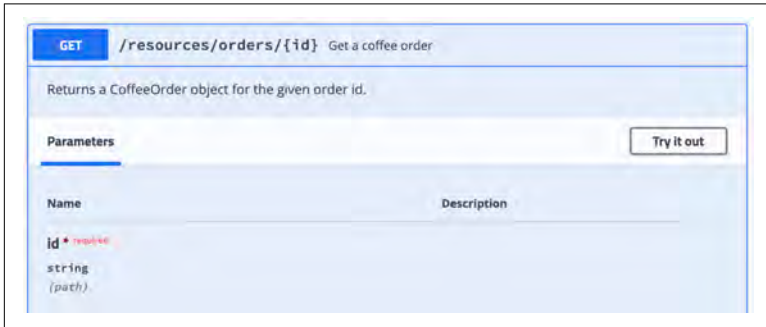 GET /resources/orders/{id} Get a coffee order
Returns a CoffeeOrder object for the given order id.
Parameters Try it out
Name Description
id * required
string
(path)